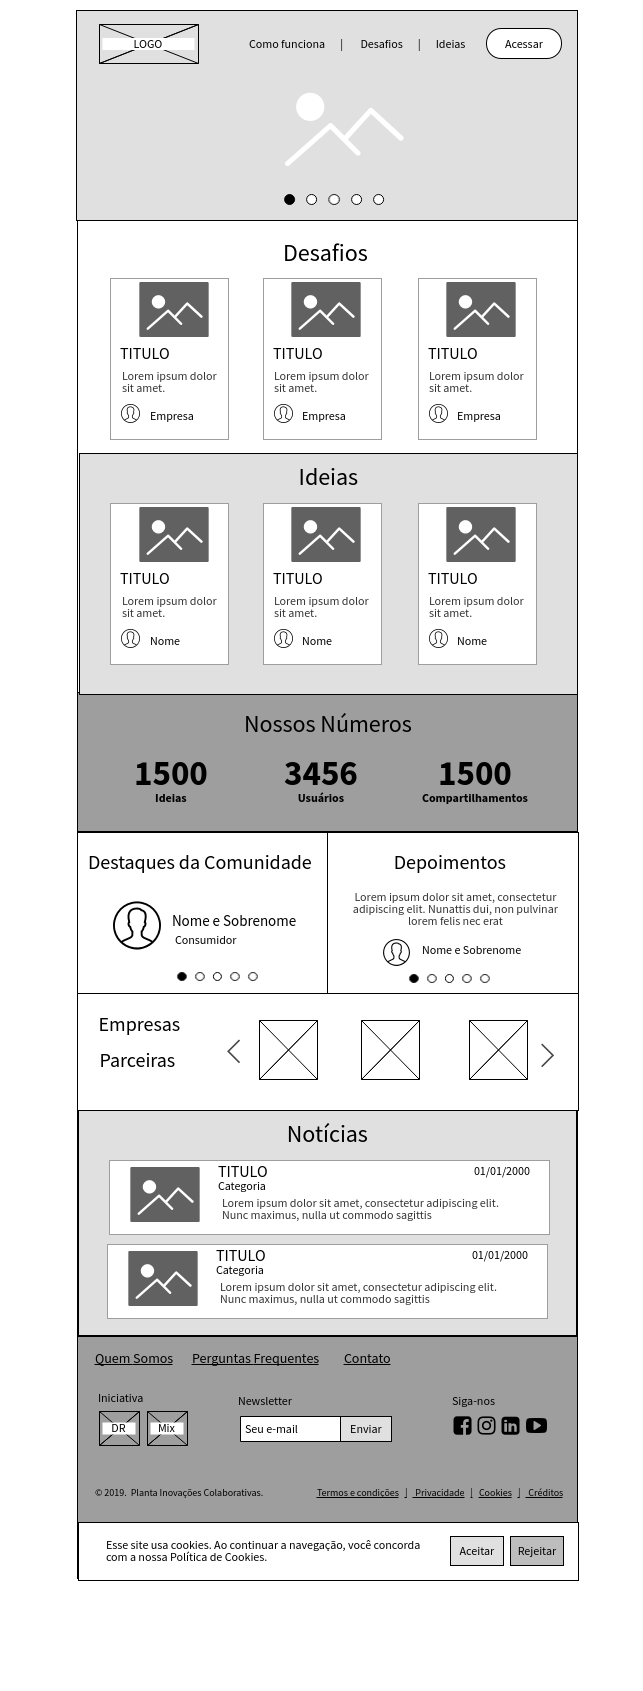 LOGO
Como funciona | Desafios | Ideias
Acessar
Desafios
TITULO
Lorem ipsum dolor
sit amet.
Empresa
TITULO
Lorem ipsum dolor
sit amet.
Empresa
TITULO
Lorem ipsum dolor
sit amet.
Empresa
Ideias
TITULO
Lorem ipsum dolor
sit amet.
Nome
TITULO
Lorem ipsum dolor
sit amet.
Nome
TITULO
Lorem ipsum dolor
sit amet.
Nome
Nossos Números
1500
Ideias
3456
Usuários
1500
Compartilhamentos
Destaques da Comunidade
Nome e Sobrenome
Consumidor
Depoimentos
Lorem ipsum dolor sit amet, consectetur
adipiscing elit. Nunattis dui, non pulvinar
lorem felis nec erat
Nome e Sobrenome
Empresas
Parceiras
Notícias
TITULO
01/01/2000
Categoria
Lorem ipsum dolor sit amet, consectetur adipiscing elit.
Nunc maximus, nulla ut commodo sagittis
TITULO
01/01/2000
Categoria
Lorem ipsum dolor sit amet, consectetur adipiscing elit.
Nunc maximus, nulla ut commodo sagittis
Quem Somos
Perguntas Frequentes
Contato
Iniciativa
DR
Mix
Newsletter
Seu e-mail
Enviar
Siga-nos
© 2019. Planta Inovações Colaborativas.
Termos e condições | Privacidade | Cookies | Créditos
Esse site usa cookies. Ao continuar a navegação, você concorda
com a nossa Política de Cookies.
Aceitar
Rejeitar